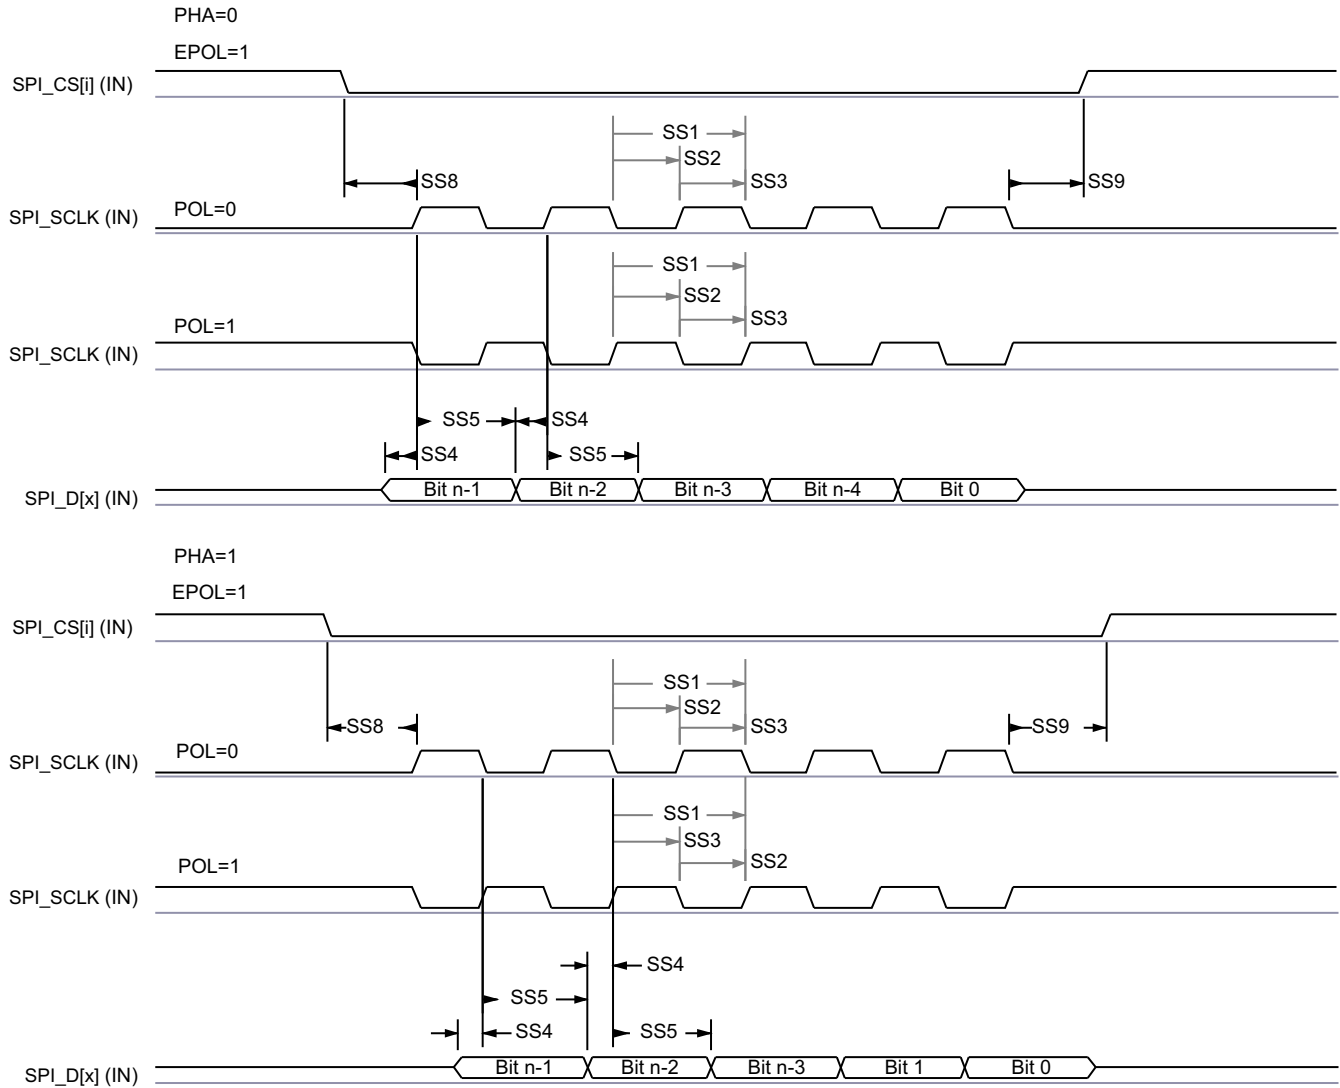 PHA=0
EPOL=1
SPI_CS[i] (IN)
SS1
SS2
SS8
SS3
SS9
POL=0
SPI_SCLK (IN)
SS1
SS2
SS3
POL=1
SPI_SCLK (IN)
SS5 SS4
SS4 SS5
SPI_D[x] (IN) Bit n-1 Bit n-2 Bit n-3 Bit n-4 Bit 0
PHA=1
EPOL=1
SPI_CS[i] (IN)
SS1
SS2
SS8 SS3 SS9
POL=0
SPI_SCLK (IN)
SS1
SS3
SS2
POL=1
SPI_SCLK (IN)
SS4
SS5
SS4 SS5
SPI_D[x] (IN) Bit n-1 Bit n-2 Bit n-3 Bit 1 Bit 0